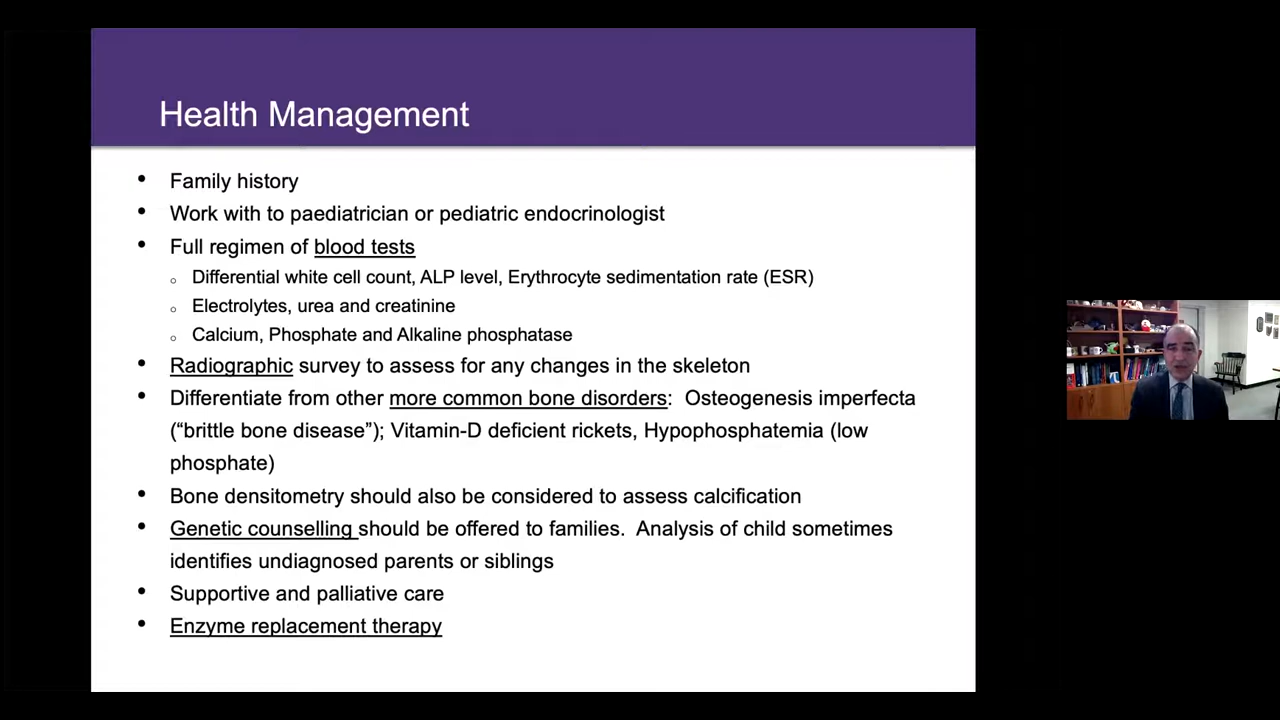 Health Management
• Family history
• Work with to paediatrician or pediatric endocrinologist
• Full regimen of blood tests
o Differential white cell count, ALP level, Erythrocyte sedimentation rate (ESR)
o Electrolytes, urea and creatinine
o Calcium, Phosphate and Alkaline phosphatase
• Radiographic survey to assess for any changes in the skeleton
• Differentiate from other more common bone disorders:  Osteogenesis imperfecta
(“brittle bone disease”); Vitamin-D deficient rickets, Hypophosphatemia (low
phosphate)
• Bone densitometry should also be considered to assess calcification
• Genetic counselling should be offered to families.  Analysis of child sometimes
identifies undiagnosed parents or siblings
• Supportive and palliative care
• Enzyme replacement therapy